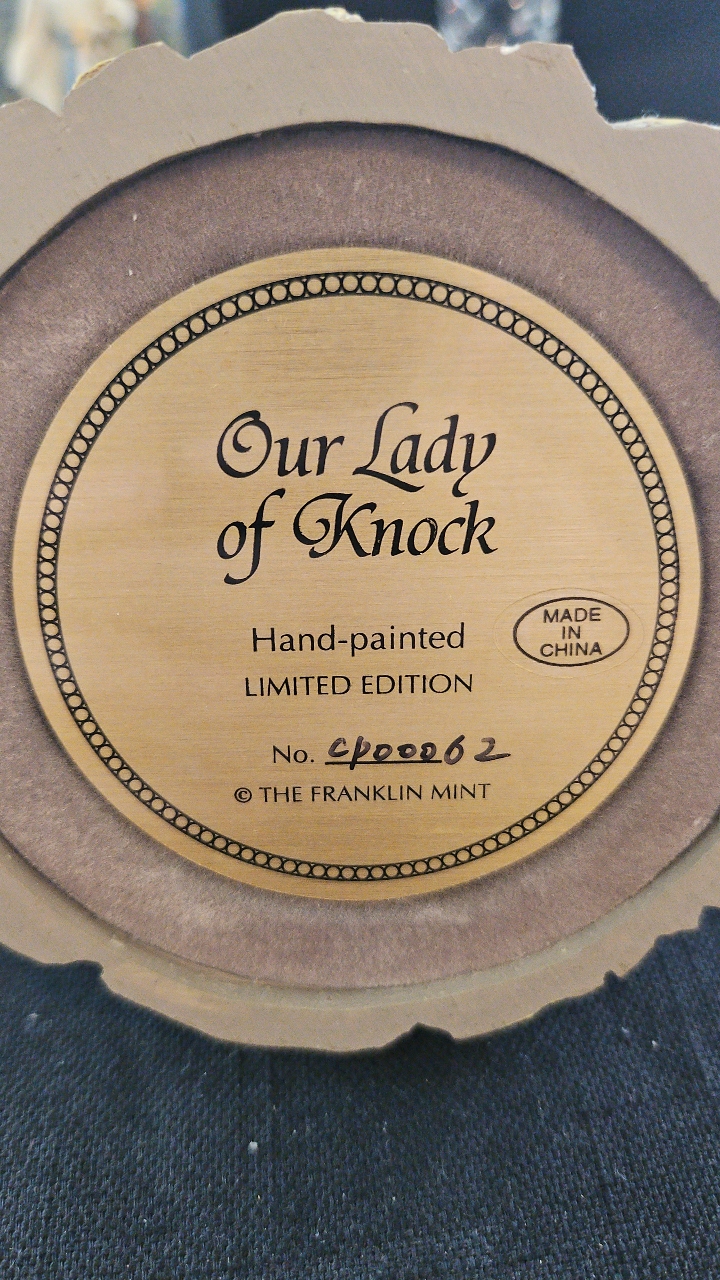 Our Lady
of Knock
Hand-painted
LIMITED EDITION
MADE
IN
CHINA
No. CP00062
© THE FRANKLIN MINT